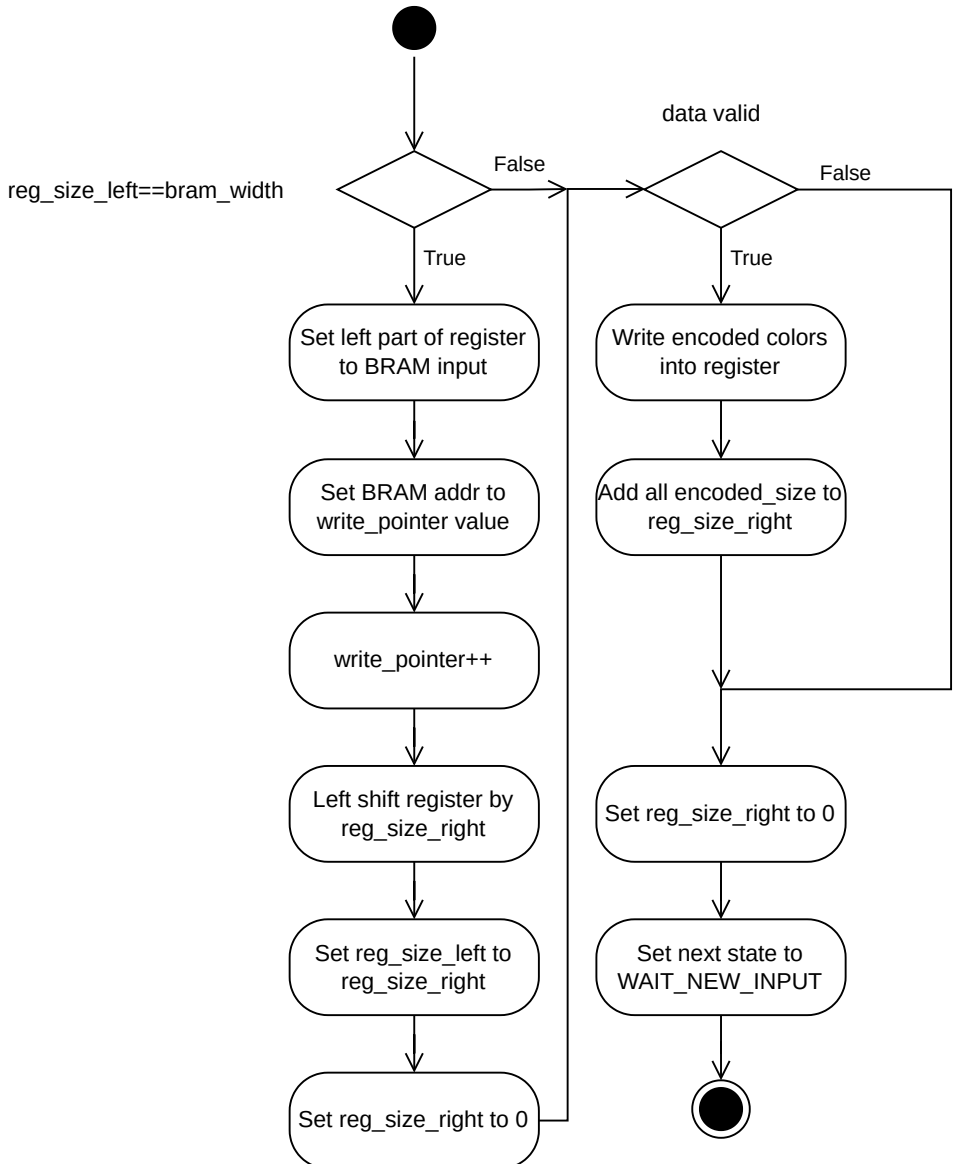 data valid
reg_size_left==bram_width
False
False
True
True
Set left part of register
to BRAM input
Write encoded colors
into register
Set BRAM addr to
write_pointer value
Add all encoded_size to
reg_size_right
write_pointer++
Left shift register by
reg_size_right
Set reg_size_right to 0
Set reg_size_left to
reg_size_right
Set next state to
WAIT_NEW_INPUT
Set reg_size_right to 0